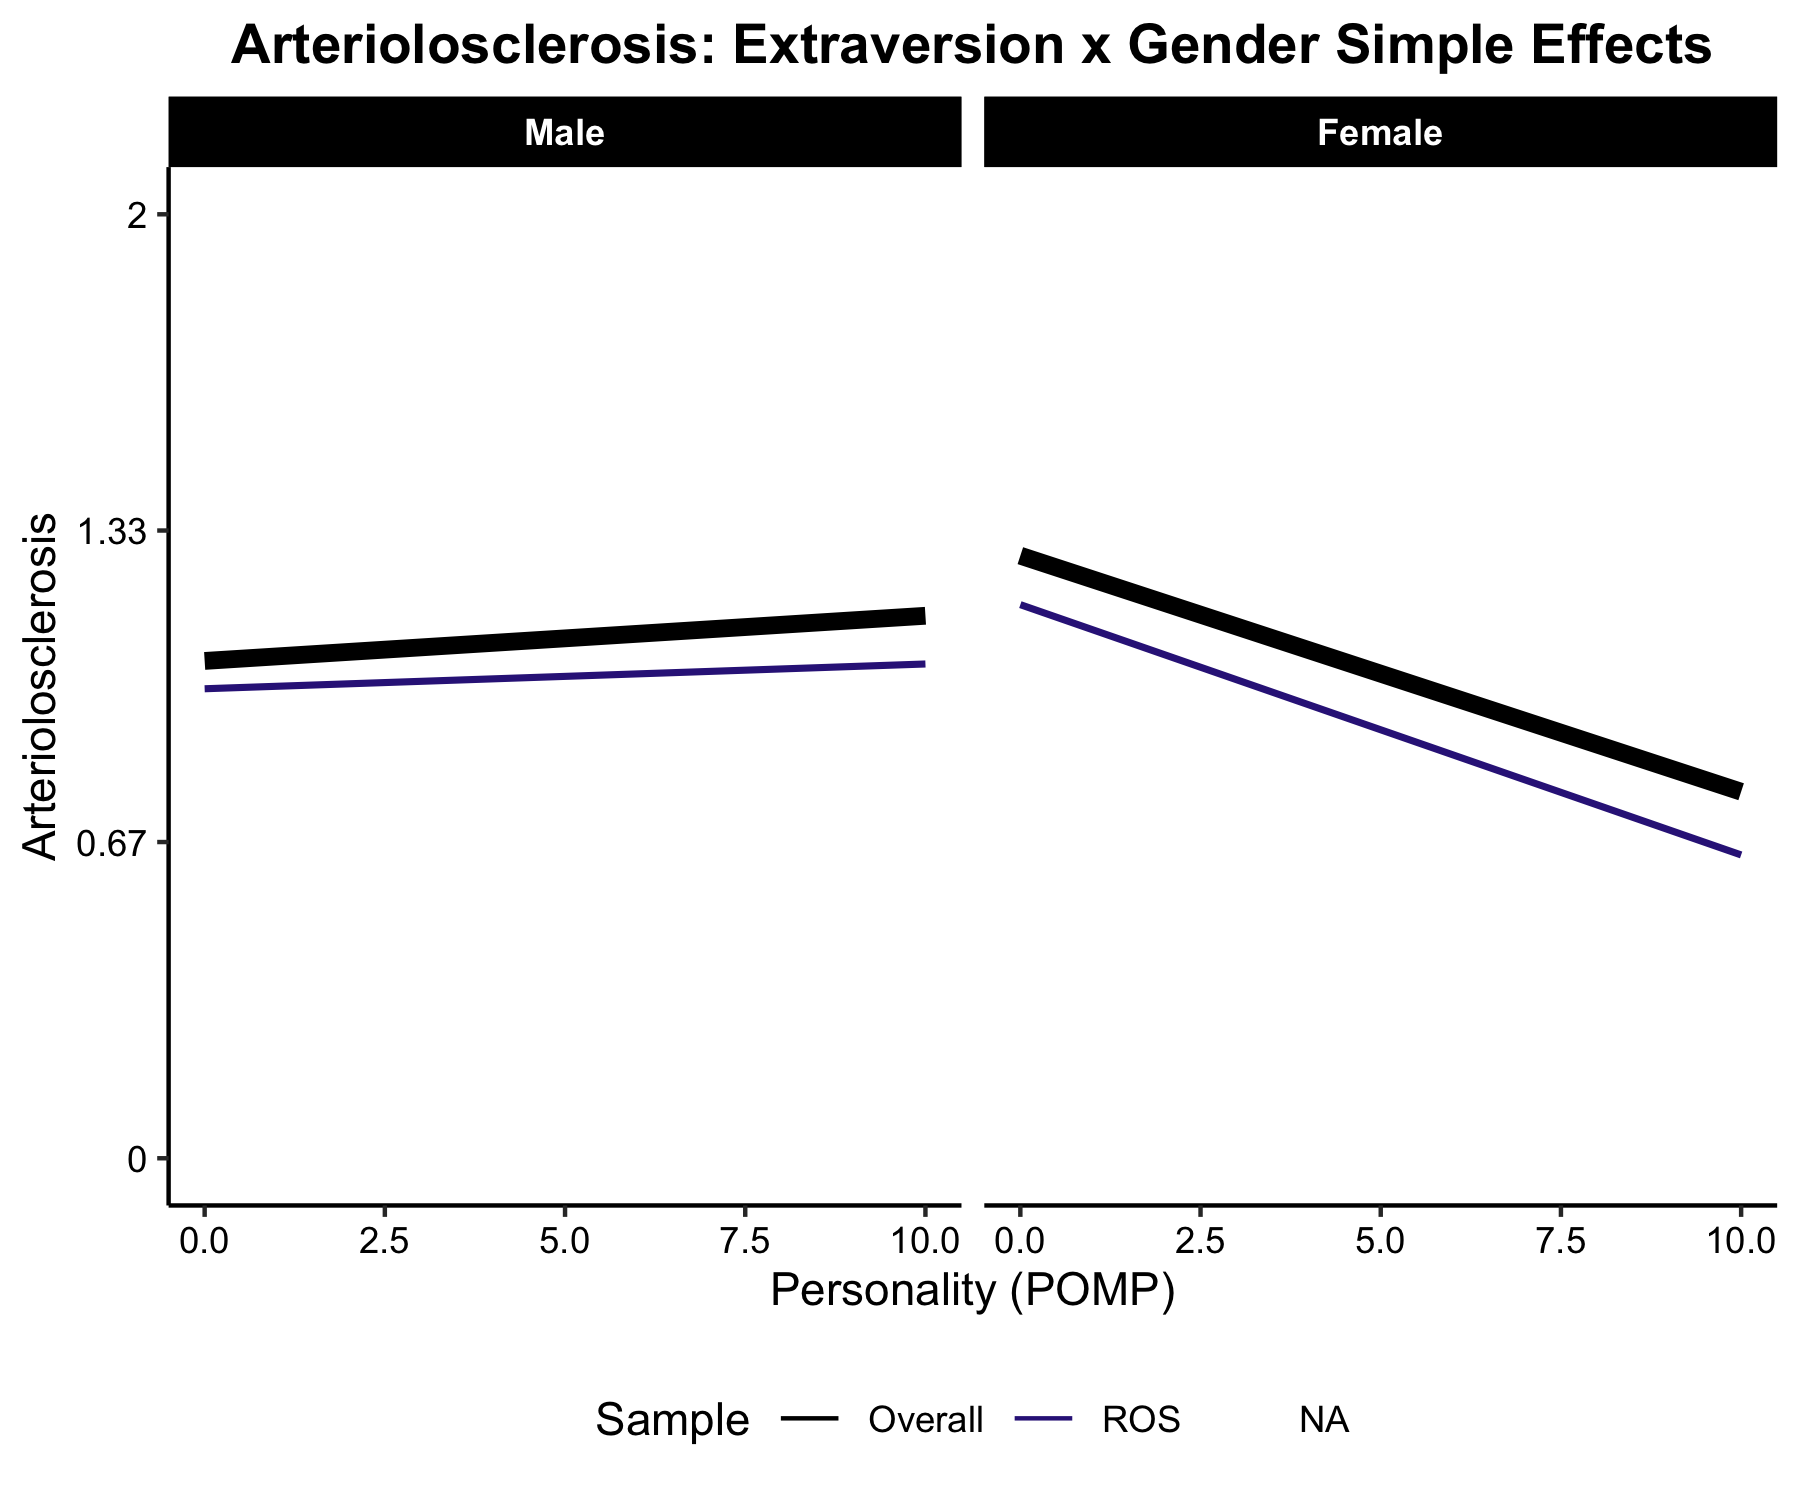 Arteriolosclerosis: Extraversion x Gender Simple Effects
Male
Female
Arteriolosclerosis
2
1.33
0.67
0
0.0 2.5 5.0 7.5 10.0
0.0 2.5 5.0 7.5 10.0
Personality (POMP)
Sample Overall ROS NA